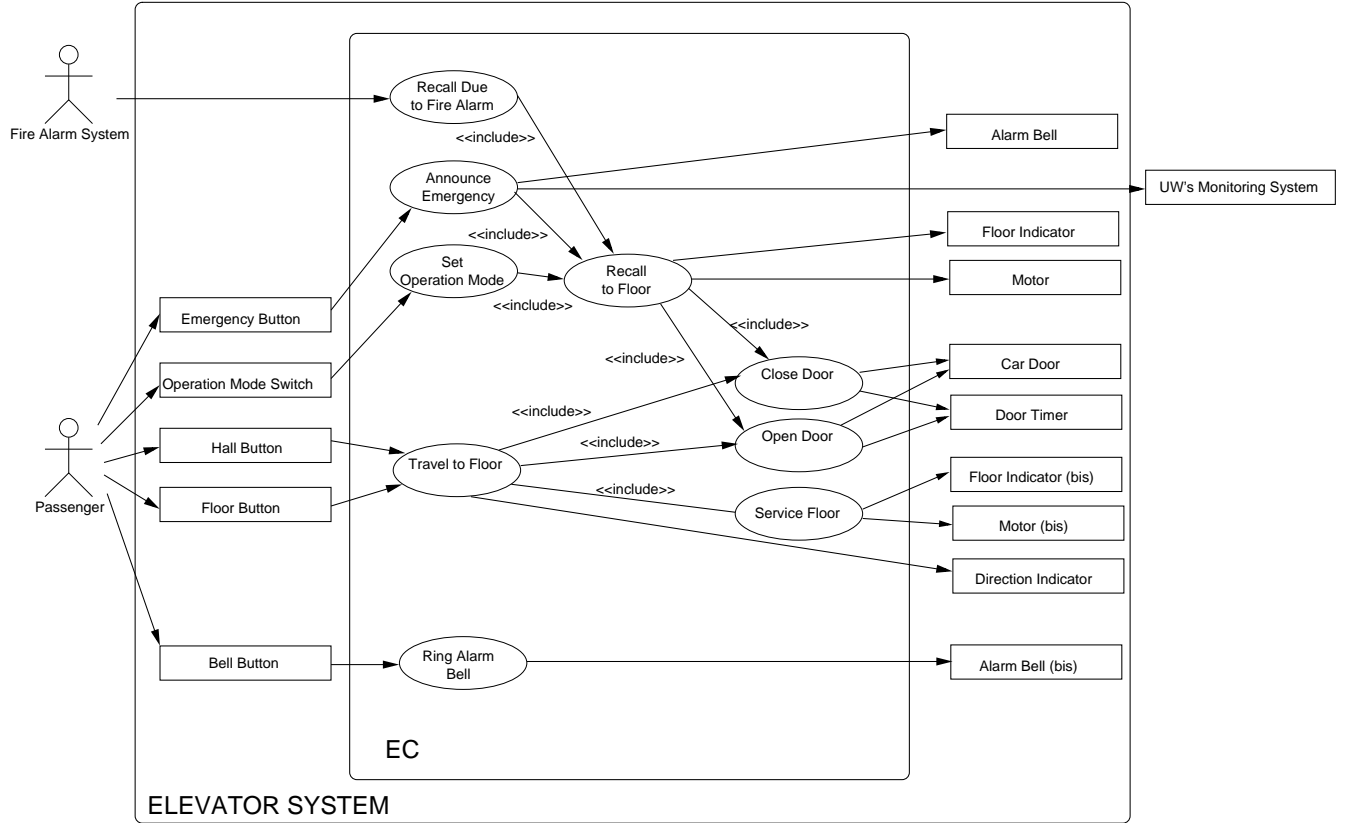 Recall Due
to Fire Alarm
Fire Alarm System
Alarm Bell
<<include>>
Announce
Emergency
UW's Monitoring System
<<include>>
Floor Indicator
Set
Operation Mode
Recall
to Floor
Motor
<<include>>
Emergency Button
<<include>>
<<include>>
Car Door
Close Door
Operation Mode Switch
<<include>>
Door Timer
Open Door
Hall Button
<<include>>
Travel to Floor
Floor Indicator (bis)
<<include>>
Passenger
Floor Button
Service Floor
Motor (bis)
Direction Indicator
Bell Button
Ring Alarm
Bell
Alarm Bell (bis)
EC
ELEVATOR SYSTEM